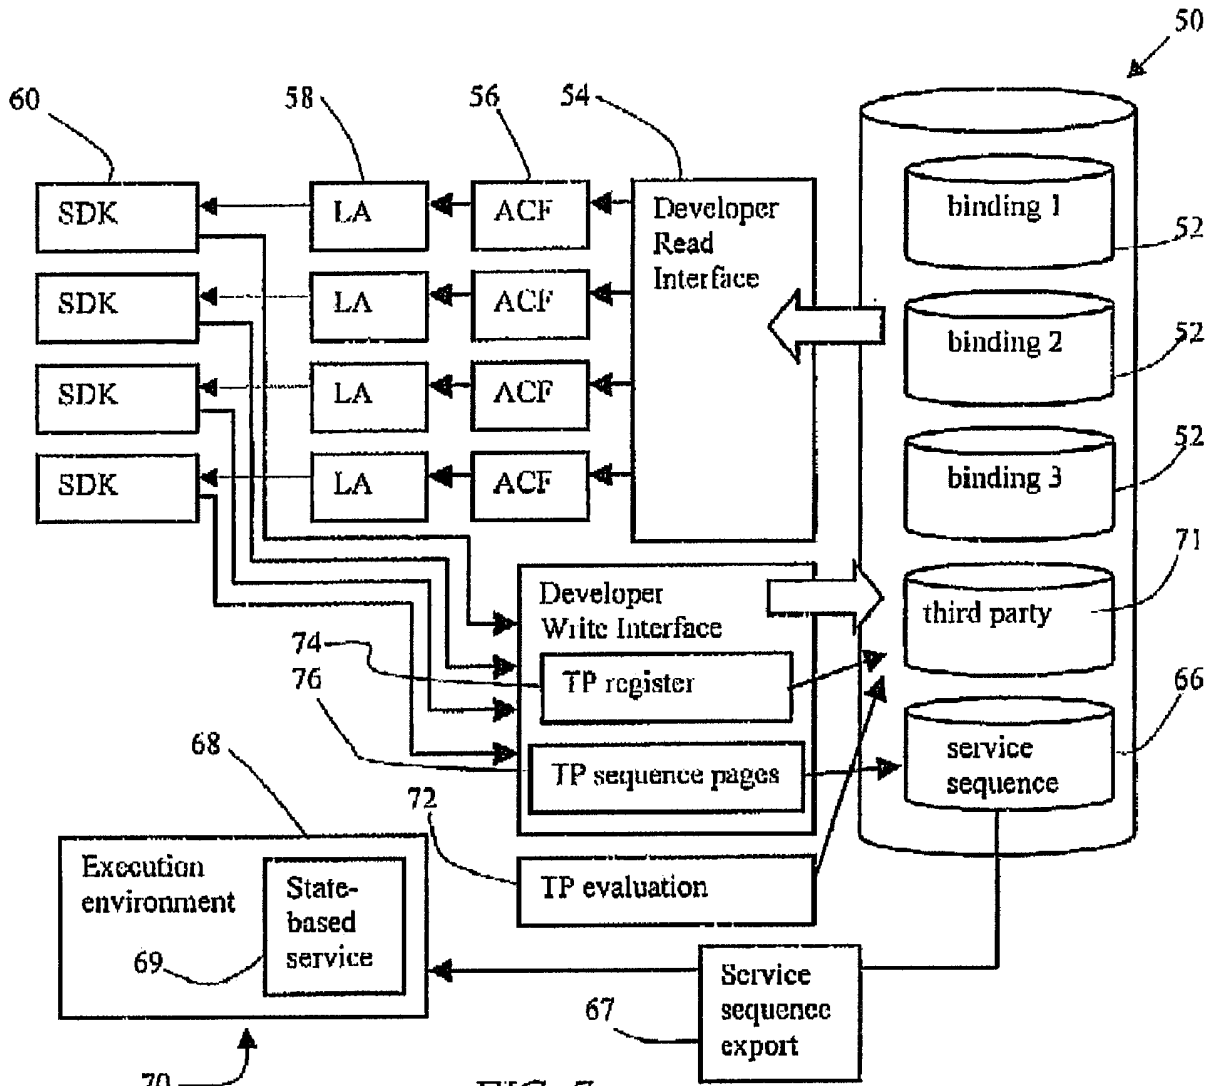 50
60
58
56
54
SDK
LA
ACF
Developer
Read
Interface
binding 1
52
SDK
LA
ACF
binding 2
52
SDK
LA
ACF
binding 3
52
SDK
LA
ACF
71
third party
Developer
Write Interface
74
TP register
76
66
68
TP sequence pages
service
sequence
72
Execution
environment
State-
based
service
TP evaluation
69
Service
sequence
export
67
70